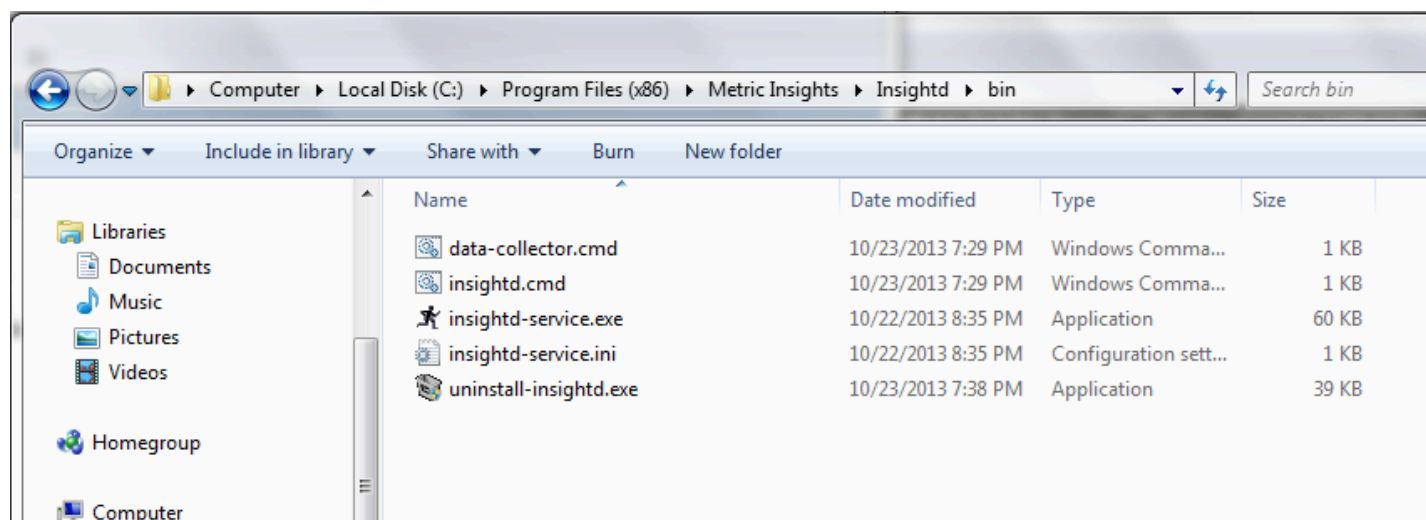 Computer Local Disk (C:) Program Files (x86) Metric Insights Insightd bin Search bin
Organize Include in library Share with Burn New folder
Name Date modified Type Size
Libraries
Documents
Music
Pictures
Videos
Homegroup
Computer
data-collector.cmd 10/23/2013 7:29 PM Windows Comma... 1 KB
insightd.cmd 10/23/2013 7:29 PM Windows Comma... 1 KB
insightd-service.exe 10/22/2013 8:35 PM Application 60 KB
insightd-service.ini 10/22/2013 8:35 PM Configuration sett... 1 KB
uninstall-insightd.exe 10/23/2013 7:38 PM Application 39 KB